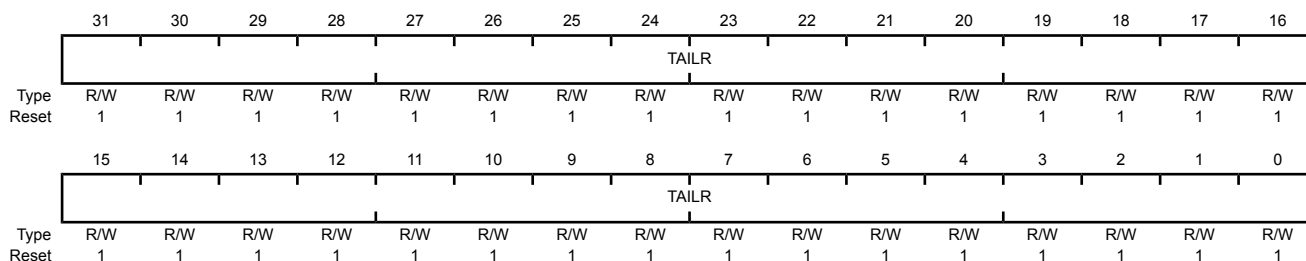 31 30 29 28 27 26 25 24 23 22 21 20 19 18 17 16
TAILR
Type R/W R/W R/W R/W R/W R/W R/W R/W R/W R/W R/W R/W R/W R/W R/W R/W
Reset 1 1 1 1 1 1 1 1 1 1 1 1 1 1 1 1
15 14 13 12 11 10 9 8 7 6 5 4 3 2 1 0
TAILR
Type R/W R/W R/W R/W R/W R/W R/W R/W R/W R/W R/W R/W R/W R/W R/W R/W
Reset 1 1 1 1 1 1 1 1 1 1 1 1 1 1 1 1